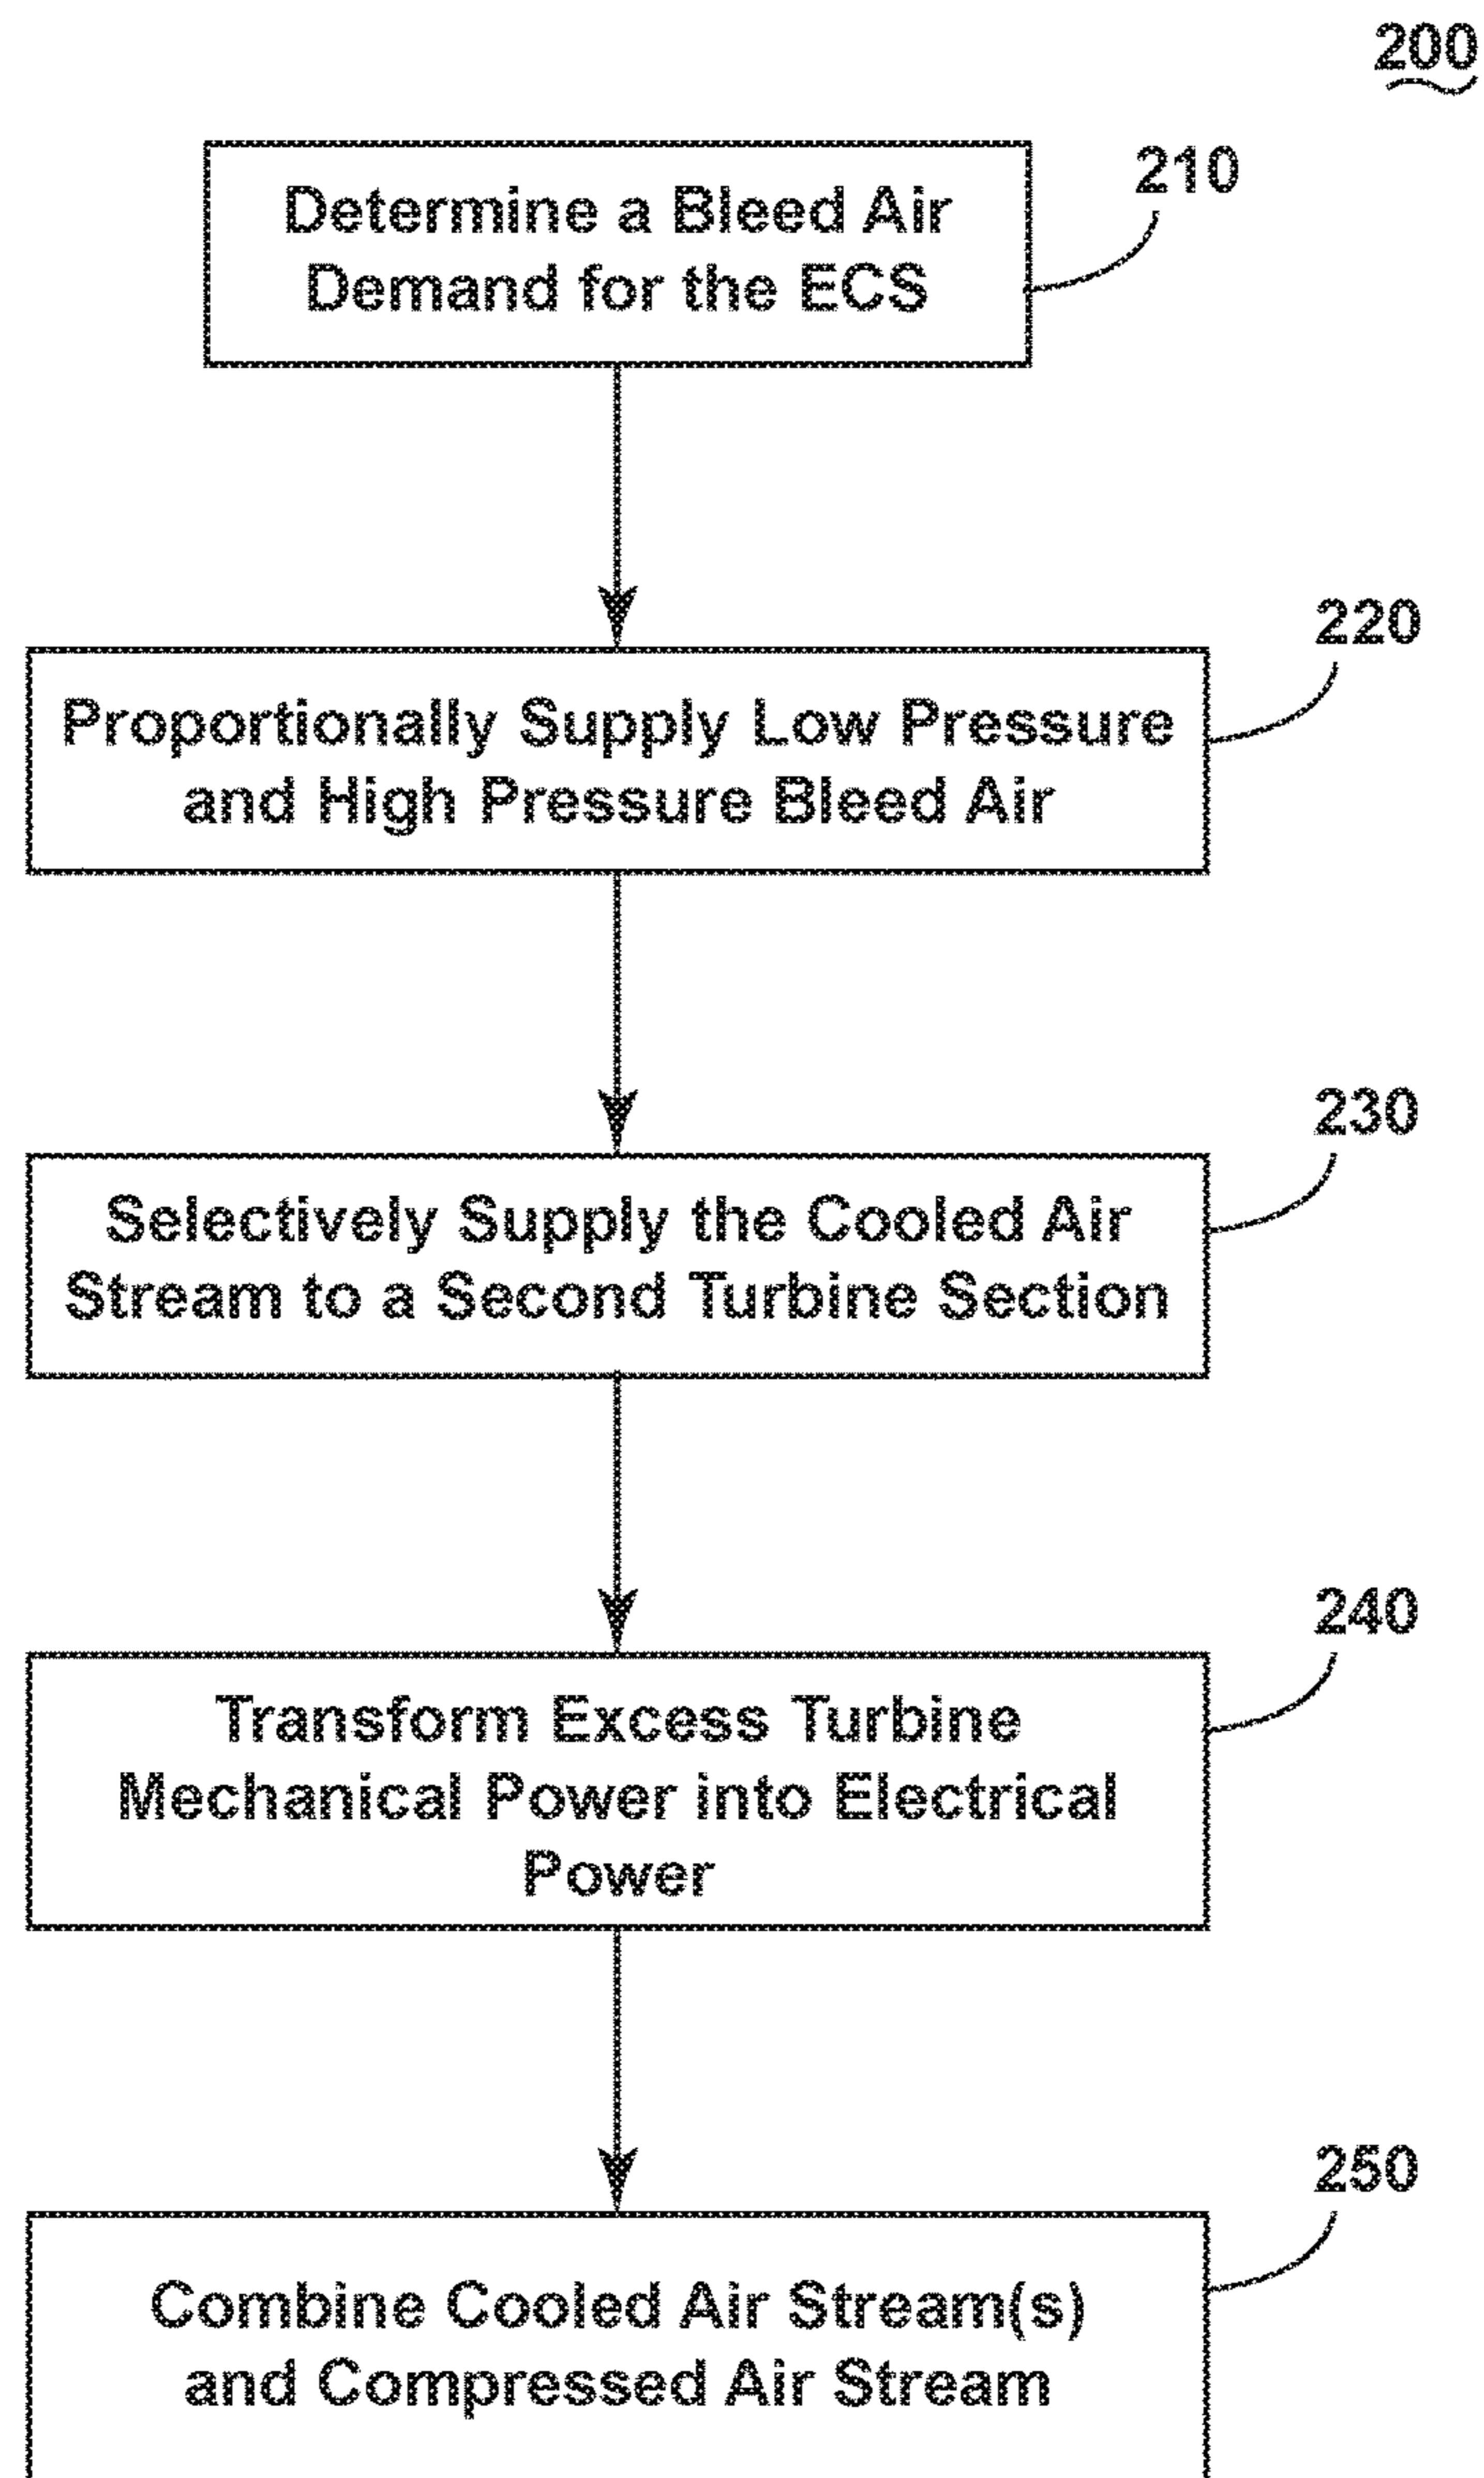 200
210
Determine a Bleed Air
Demand for the ECS
220
Proportionally Supply Low Pressure
and High Pressure Bleed Air
230
Selectively Supply the Cooled Air
Stream to a Second Turbine Section
240
Transform Excess Turbine
Mechanical Power into Electrical
Power
250
Combine Cooled Air Stream(s)
and Compressed Air Stream